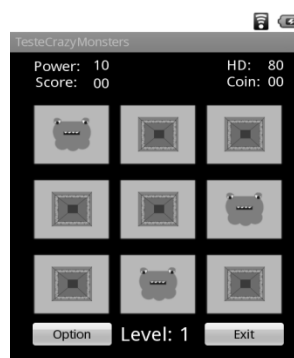 TesteCrazyMonsters
Power: 10 HD: 80
Score: 00 Coin: 00
Option Level: 1 Exit